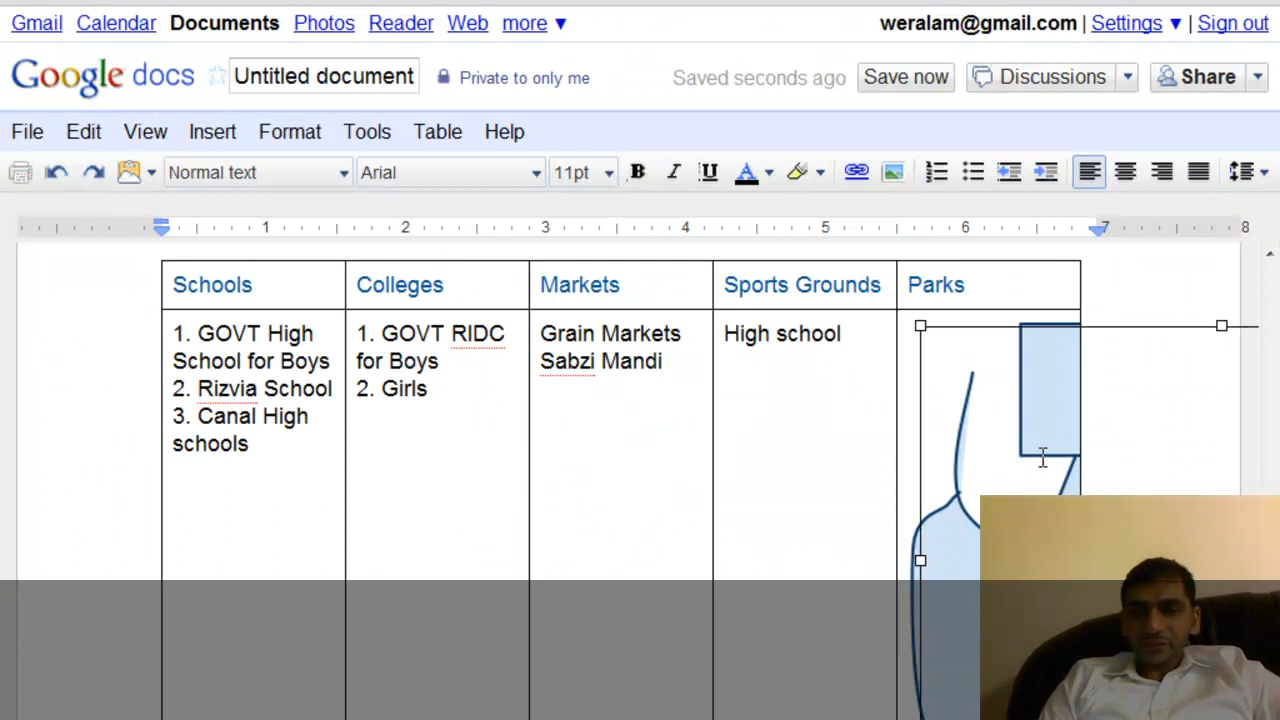 Gmail Calendar Documents Photos Reader Web more ▼ weralam@gmail.com | Settings ▼ | Sign out
Google docs Untitled document Private to only me Saved seconds ago Save now Discussions Share
File Edit View Insert Format Tools Table Help
Normal text Arial 11pt B I U A
1 2 3 4 5 6 7 8
Schools Colleges Markets Sports Grounds Parks
1. GOVT High
School for Boys
2. Rizvia School
3. Canal High
schools
1. GOVT RIDC
for Boys
2. Girls
Grain Markets
Sabzi Mandi
High school